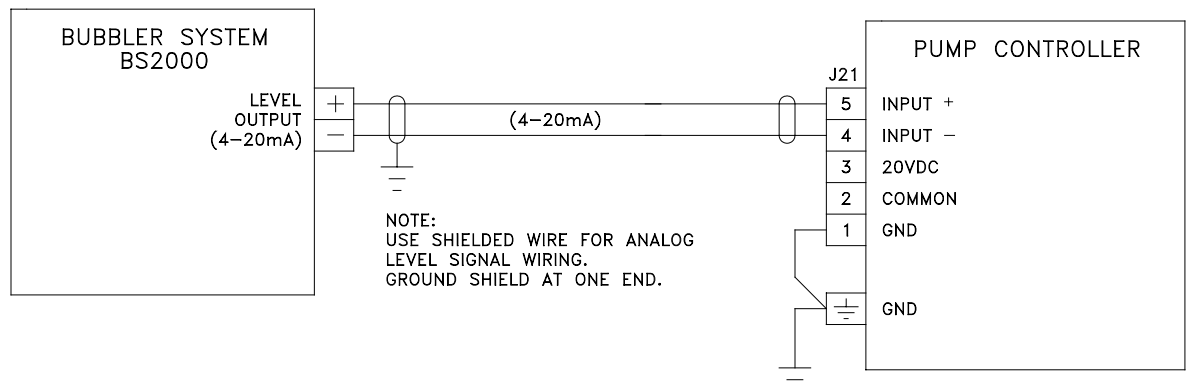 BUBBLER SYSTEM
BS2000
LEVEL
OUTPUT
(4-20mA)
+
-
(4-20mA)
NOTE:
USE SHIELDED WIRE FOR ANALOG
LEVEL SIGNAL WIRING.
GROUND SHIELD AT ONE END.
PUMP CONTROLLER
J21
5 INPUT +
4 INPUT -
3 20VDC
2 COMMON
1 GND
GND